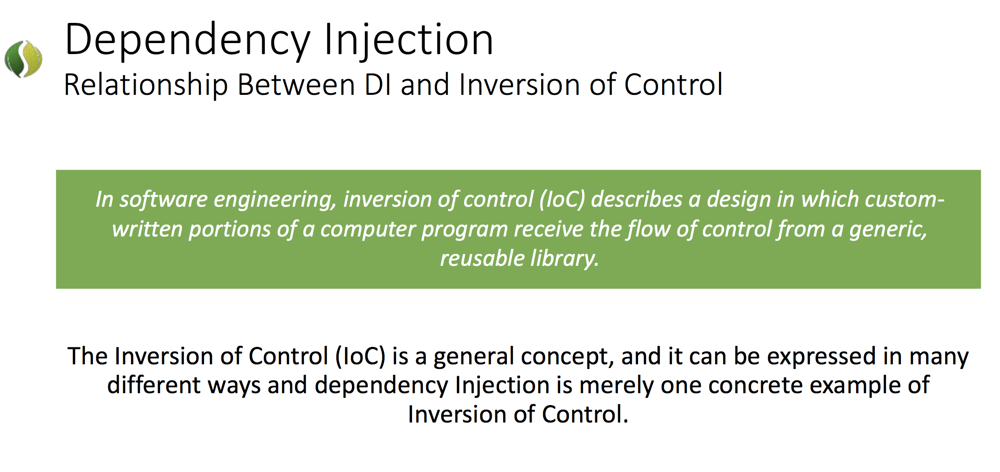 Dependency Injection
Relationship Between DI and Inversion of Control
In software engineering, inversion of control (IoC) describes a design in which custom-
written portions of a computer program receive the flow of control from a generic,
reusable library.
The Inversion of Control (IoC) is a general concept, and it can be expressed in many
different ways and dependency Injection is merely one concrete example of
Inversion of Control.